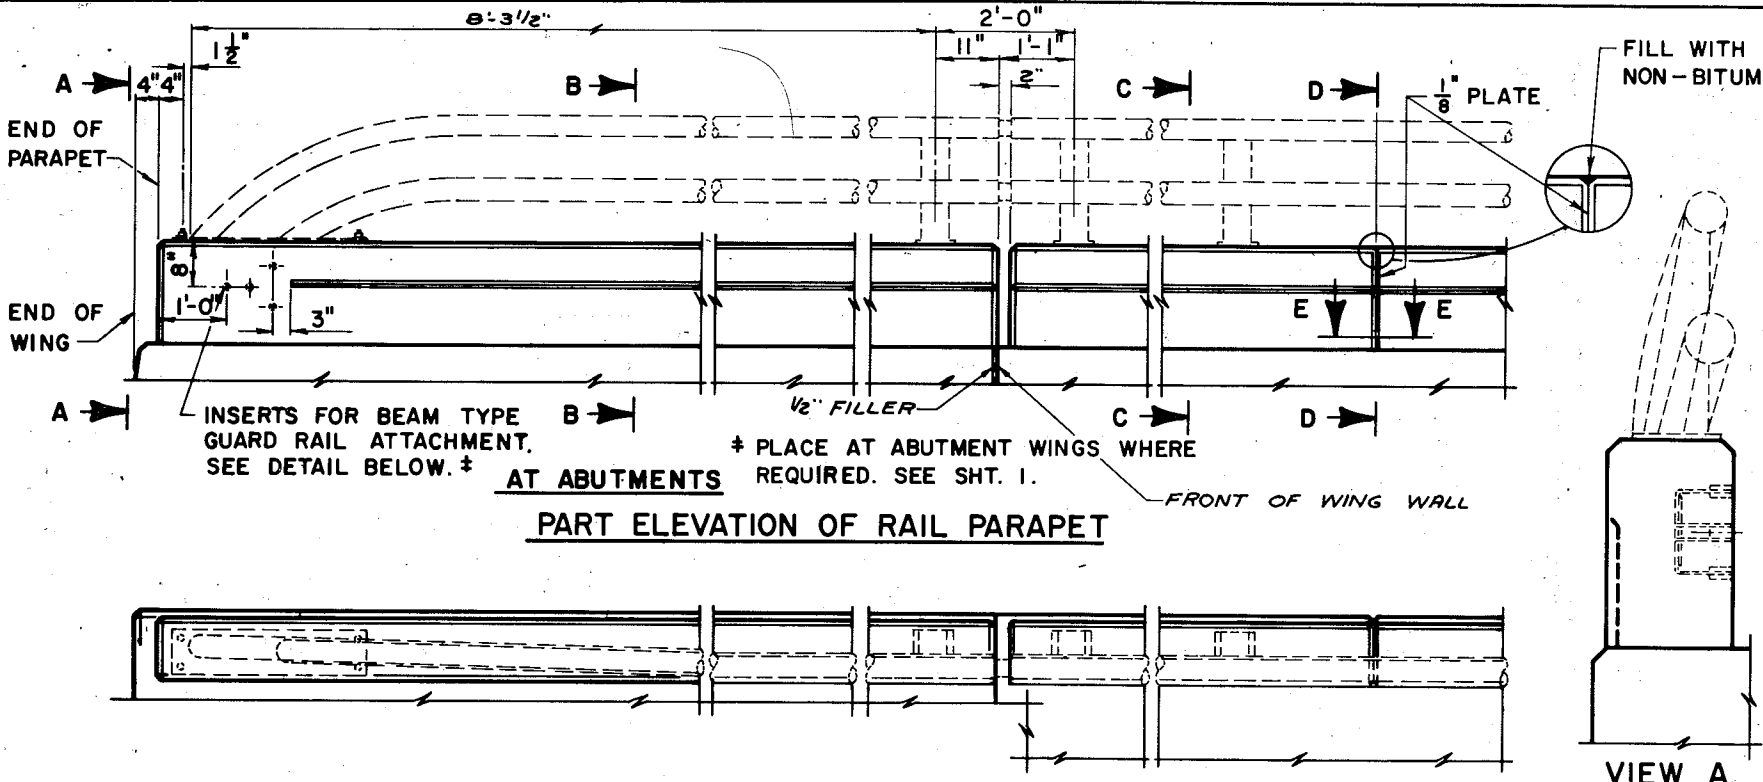 8'-3 1/2"
2'-0"
1 1/2"
11"
1'-1"
2"
FILL WITH
NON-BITUM
A
4" 4"
B
C
D
1/8" PLATE
END OF
PARAPET
8"
1'-0"
3"
E E
END OF
WING
A
B
C
D
INSERTS FOR BEAM TYPE
GUARD RAIL ATTACHMENT.
SEE DETAIL BELOW. ‡
1/2" FILLER
‡ PLACE AT ABUTMENT WINGS WHERE
REQUIRED. SEE SHT. 1.
AT ABUTMENTS
FRONT OF WING WALL
PART ELEVATION OF RAIL PARAPET
VIEW A